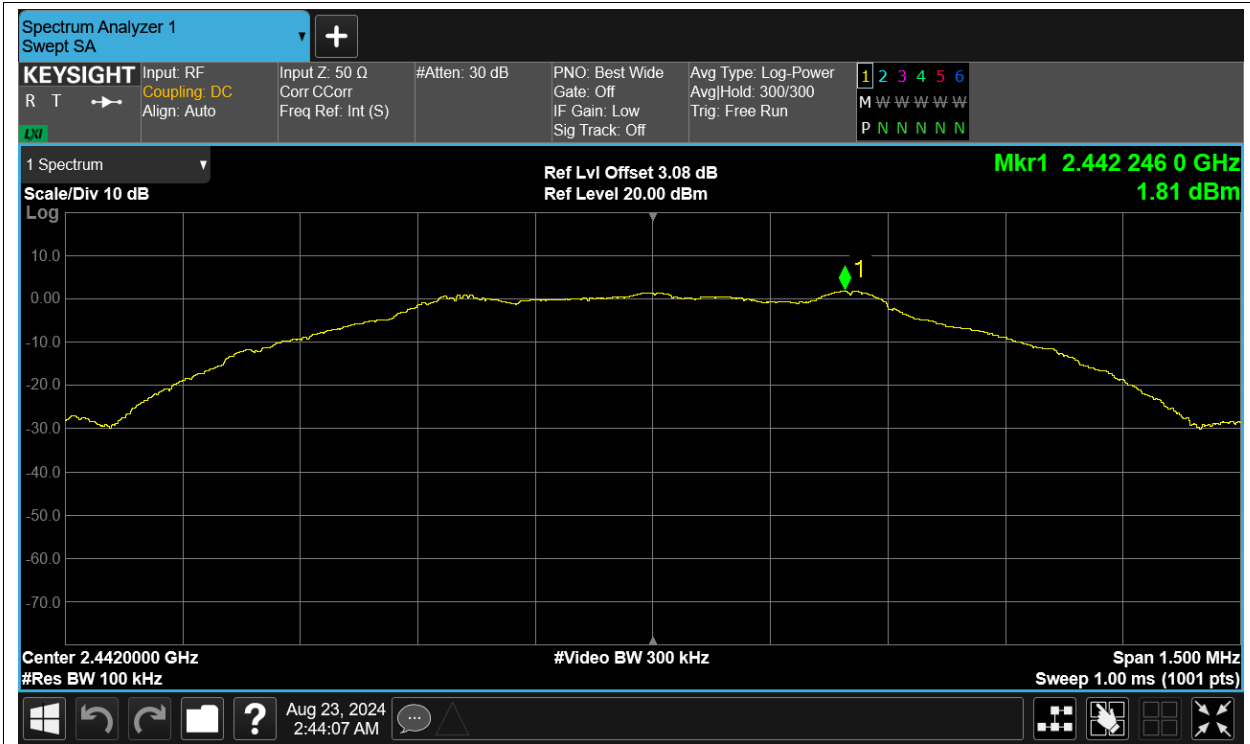 Spectrum Analyzer 1
Swept SA
KEYSIGHT
R T
LXI
Input: RF
Coupling: DC
Align: Auto
Input Z: 50 Ω
Corr CCorr
Freq Ref: Int (S)
#Atten: 30 dB
PNO: Best Wide
Gate: Off
IF Gain: Low
Sig Track: Off
Avg Type: Log-Power
Avg|Hold: 300/300
Trig: Free Run
1 2 3 4 5 6
M W W W W W
P N N N N N
1 Spectrum
Scale/Div 10 dB
Ref Lvl Offset 3.08 dB
Ref Level 20.00 dBm
Mkr1 2.442 246 0 GHz
1.81 dBm
Log
10.0
0.00
-10.0
-20.0
-30.0
-40.0
-50.0
-60.0
-70.0
1
Center 2.4420000 GHz
#Res BW 100 kHz
#Video BW 300 kHz
Span 1.500 MHz
Sweep 1.00 ms (1001 pts)
?
Aug 23, 2024
2:44:07 AM